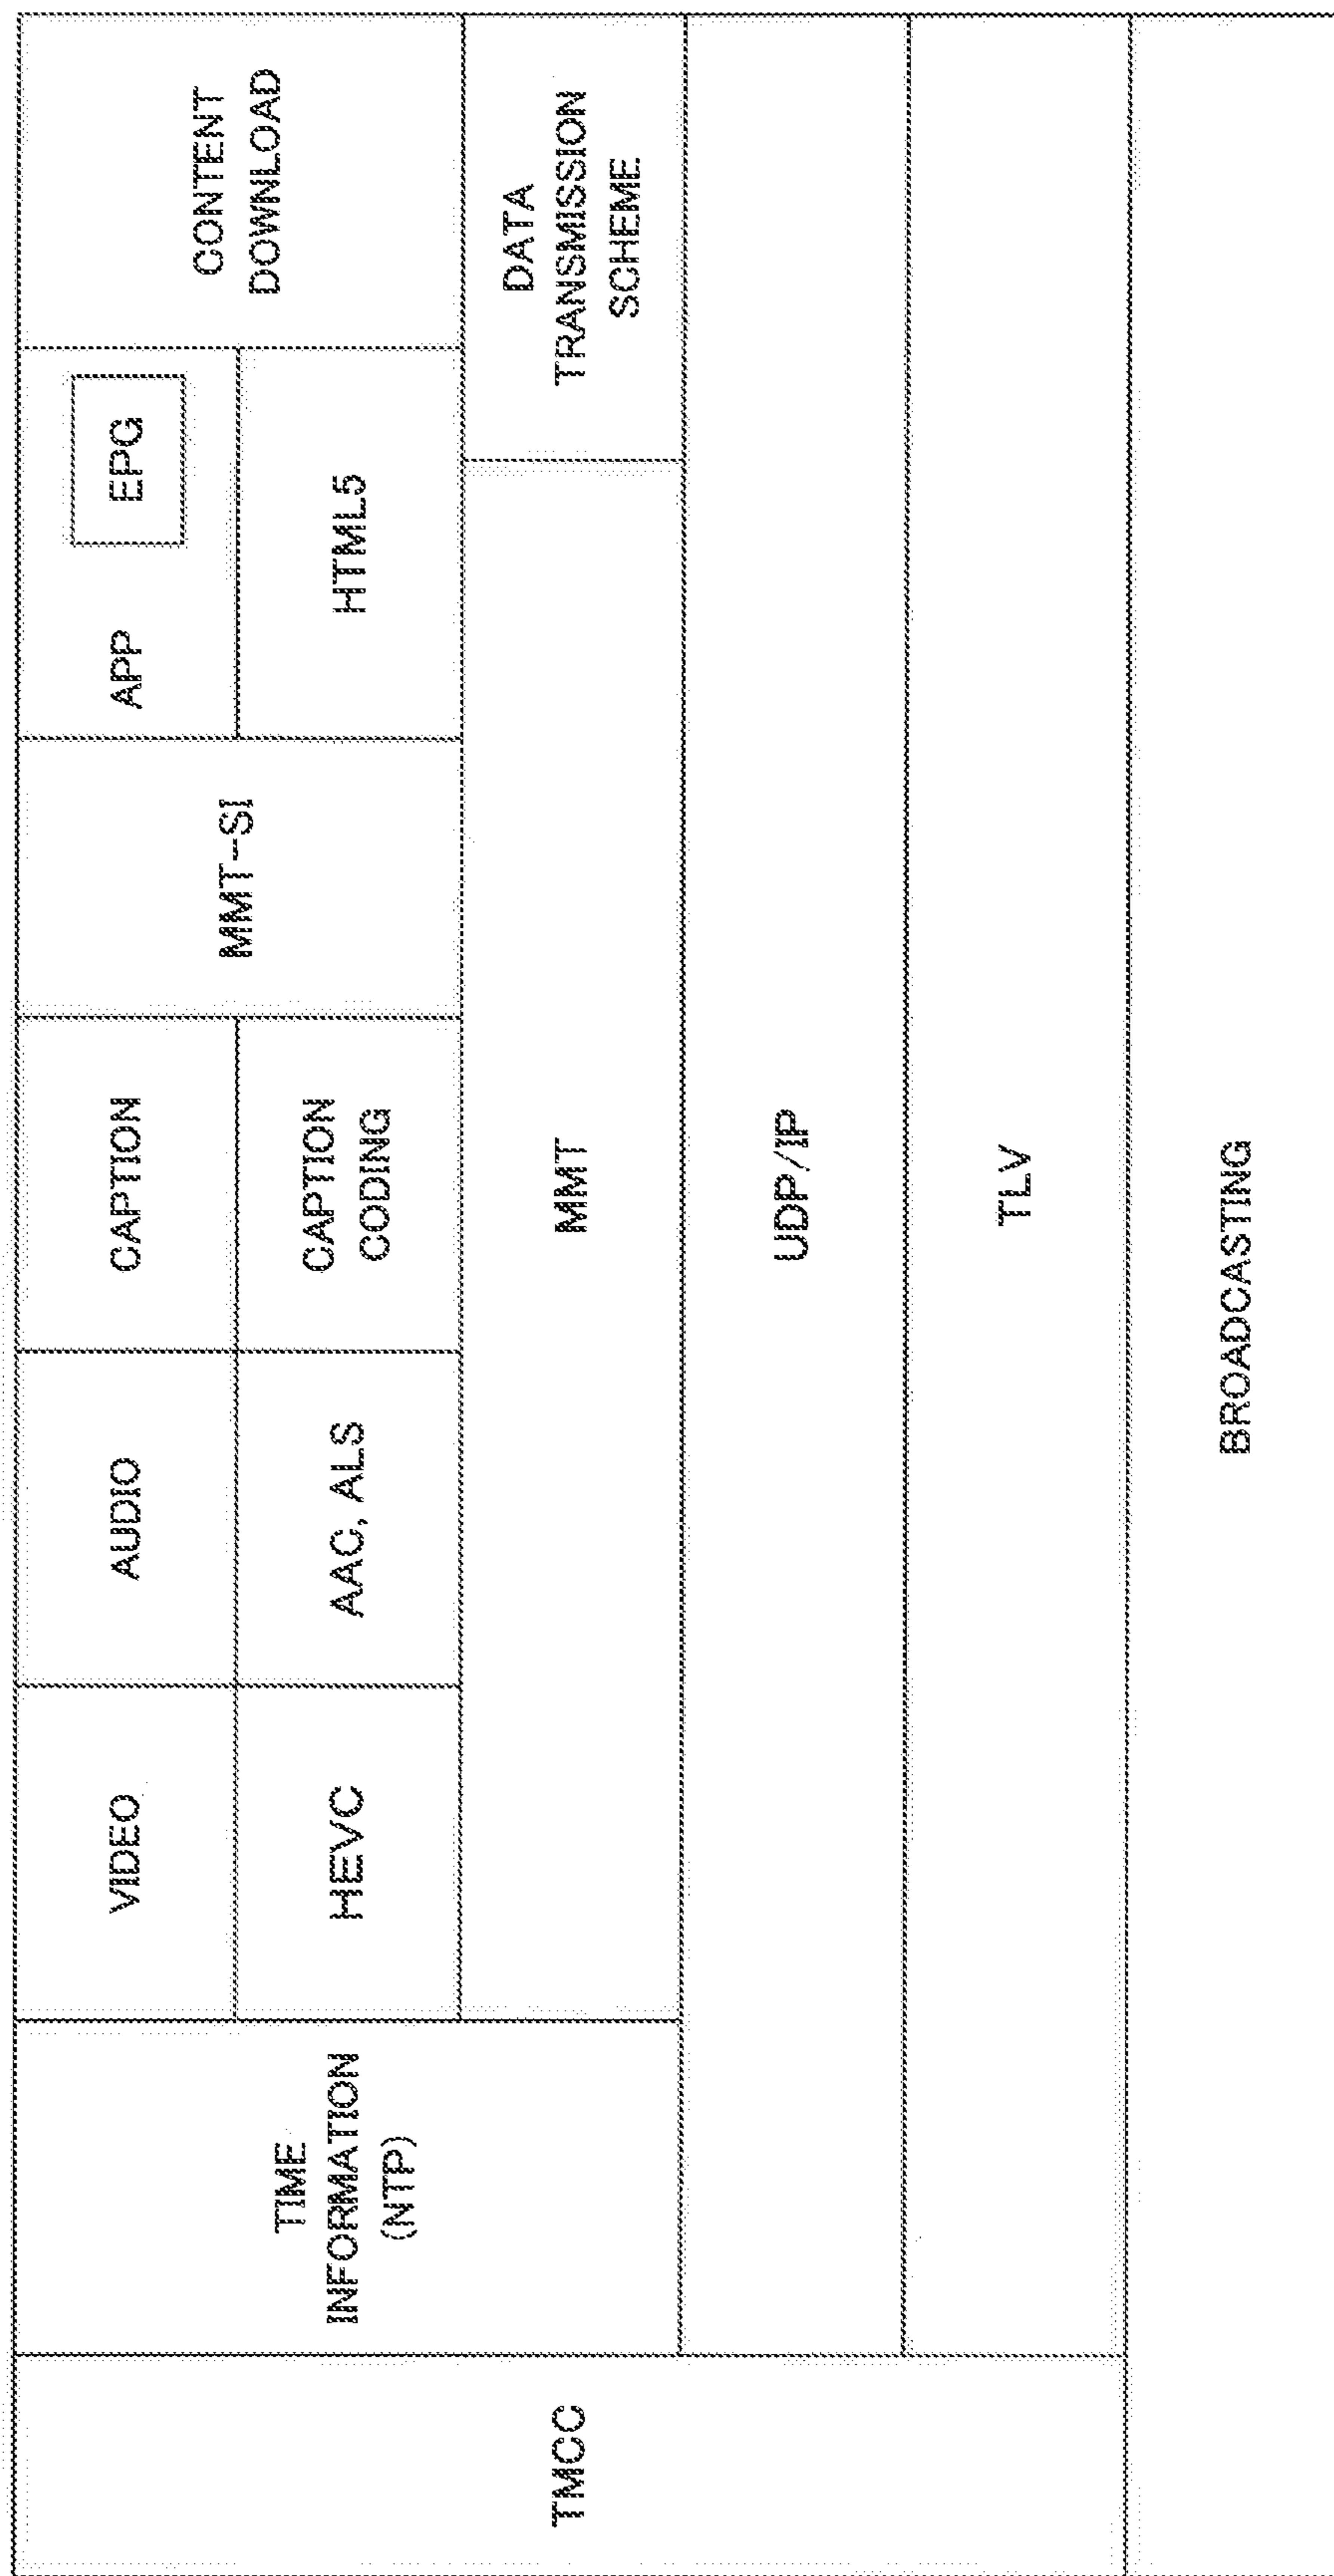 TMCC
TIME
INFORMATION
(NTP)
VIDEO
HEVC
AUDIO
AAC, ALS
CAPTION
CAPTION
CODING
MMT-SI
APP
EPG
HTML5
CONTENT
DOWNLOAD
MMT
DATA
TRANSMISSION
SCHEME
UDP/IP
TLV
BROADCASTING